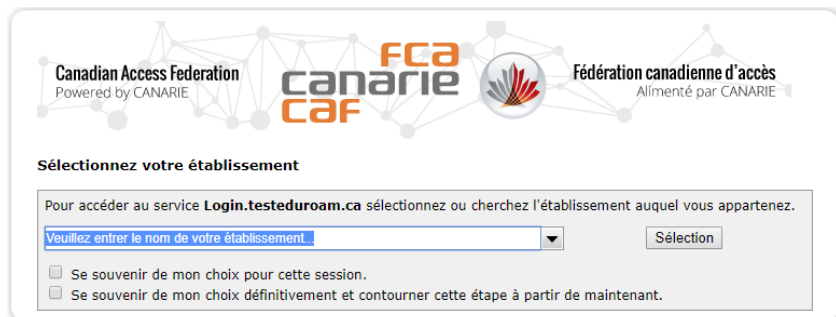 Canadian Access Federation
Powered by CANARIE
FCa
canarie
caF
Fédération canadienne d'accès
Alimenté par CANARIE
Sélectionnez votre établissement
Pour accéder au service Login.testeduroam.ca sélectionnez ou cherchez l'établissement auquel vous appartenez.
Veuillez entrer le nom de votre établissement...
Sélection
Se souvenir de mon choix pour cette session.
Se souvenir de mon choix définitivement et contourner cette étape à partir de maintenant.